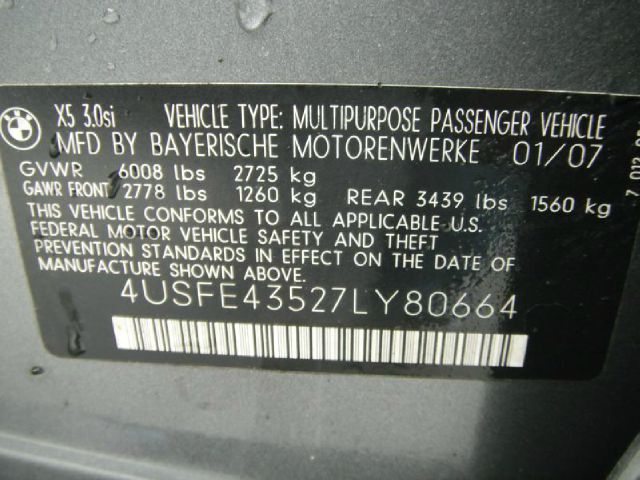 BMW
X5 3.0si VEHICLE TYPE: MULTIPURPOSE PASSENGER VEHICLE
MFD BY BAYERISCHE MOTORENWERKE 01/07
GVWR 6008 lbs 2725 kg
GAWR FRONT 2778 lbs 1260 kg REAR 3439 lbs 1560 kg
THIS VEHICLE CONFORMS TO ALL APPLICABLE U.S.
FEDERAL MOTOR VEHICLE SAFETY AND THEFT
PREVENTION STANDARDS IN EFFECT ON THE DATE OF
MANUFACTURE SHOWN ABOVE.
4USFE43527LY80664